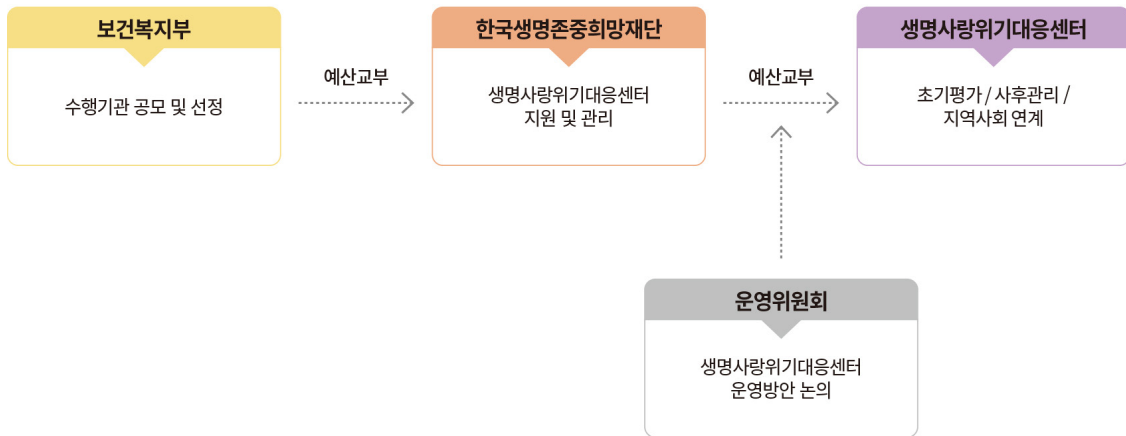 보건복지부
수행기관 공모 및 선정
예산교부
한국생명존중희망재단
생명사랑위기대응센터
지원 및 관리
예산교부
생명사랑위기대응센터
초기평가 / 사후관리 /
지역사회 연계
운영위원회
생명사랑위기대응센터
운영방안 논의